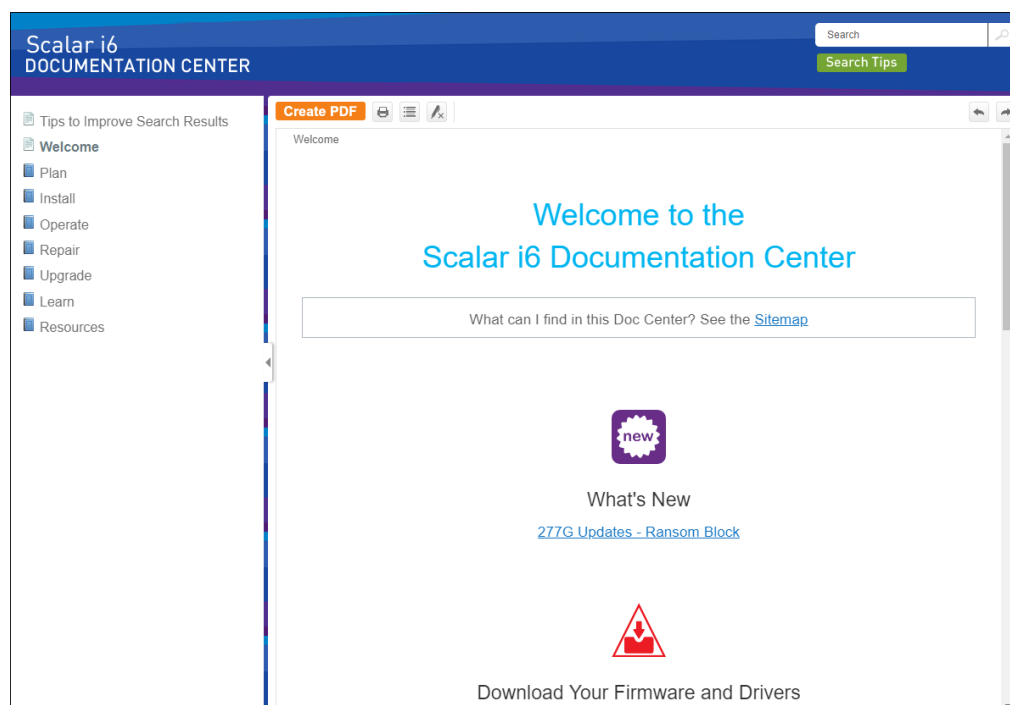 Scalar i6
DOCUMENTATION CENTER
Search
Search Tips
Tips to Improve Search Results
Welcome
Plan
Install
Operate
Repair
Upgrade
Learn
Resources
Create PDF
Welcome
Welcome to the
Scalar i6 Documentation Center
What can I find in this Doc Center? See the Sitemap
new
What's New
277G Updates - Ransom Block
Download Your Firmware and Drivers